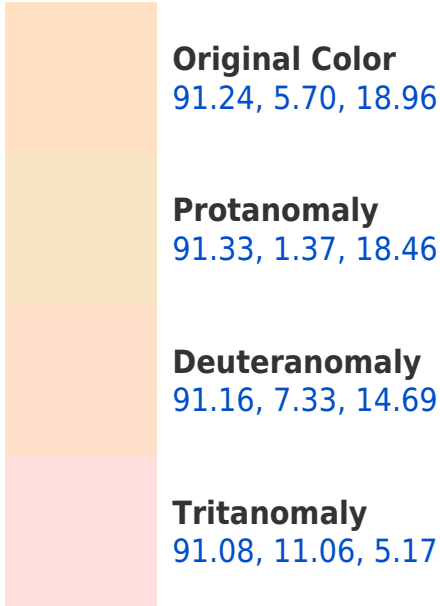 Original Color
91.24, 5.70, 18.96
Protanomaly
91.33, 1.37, 18.46
Deuteranomaly
91.16, 7.33, 14.69
Tritanomaly
91.08, 11.06, 5.17